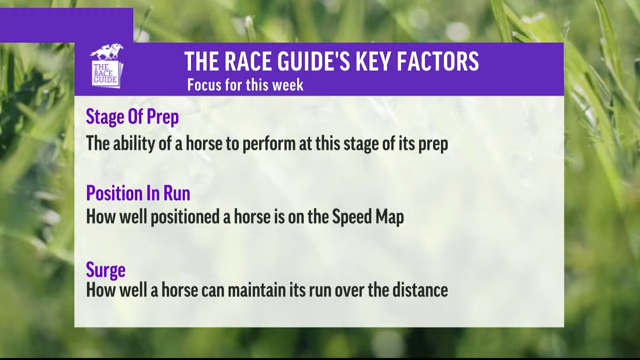 THE RACE GUIDE
THE RACE GUIDE'S KEY FACTORS
Focus for this week
Stage Of Prep
The ability of a horse to perform at this stage of its prep
Position In Run
How well positioned a horse is on the Speed Map
Surge
How well a horse can maintain its run over the distance